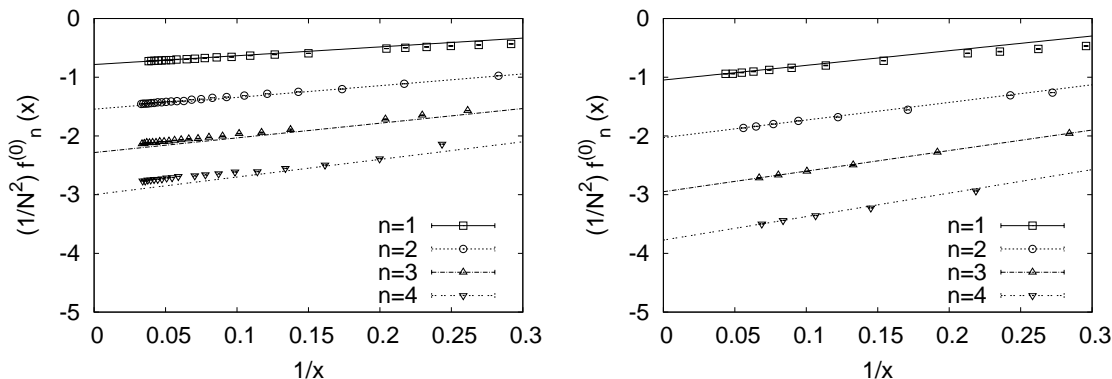 0
-1
-2
-3
-4
-5
0 0.05 0.1 0.15 0.2 0.25 0.3
(1/N²) f⁽⁰⁾ₙ (x)
1/x
n=1
n=2
n=3
n=4
0
-1
-2
-3
-4
-5
0 0.05 0.1 0.15 0.2 0.25 0.3
(1/N²) f⁽⁰⁾ₙ (x)
1/x
n=1
n=2
n=3
n=4